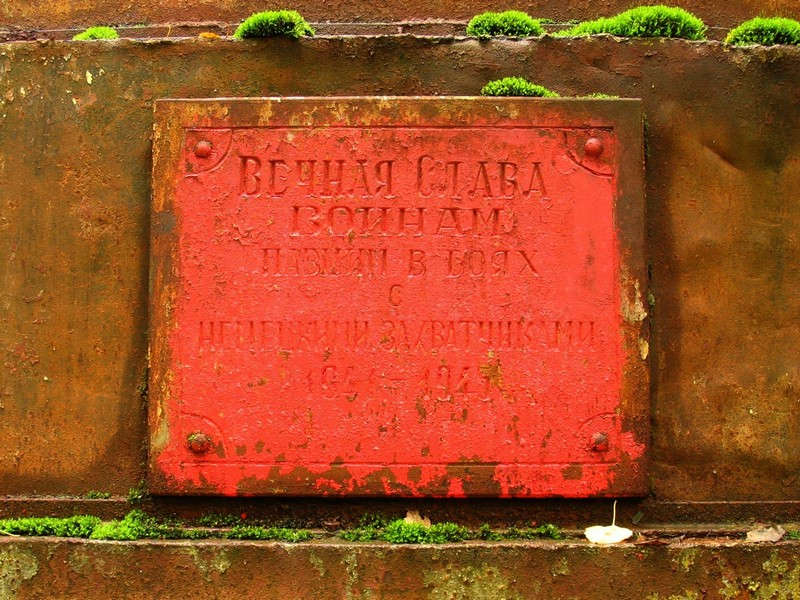 ВЕЧНАЯ СЛАВА
ВОИНАМ
ПАВШИМ В БОЯХ
С
НЕМЕЦКИМИ ЗАХВАТЧИКАМИ